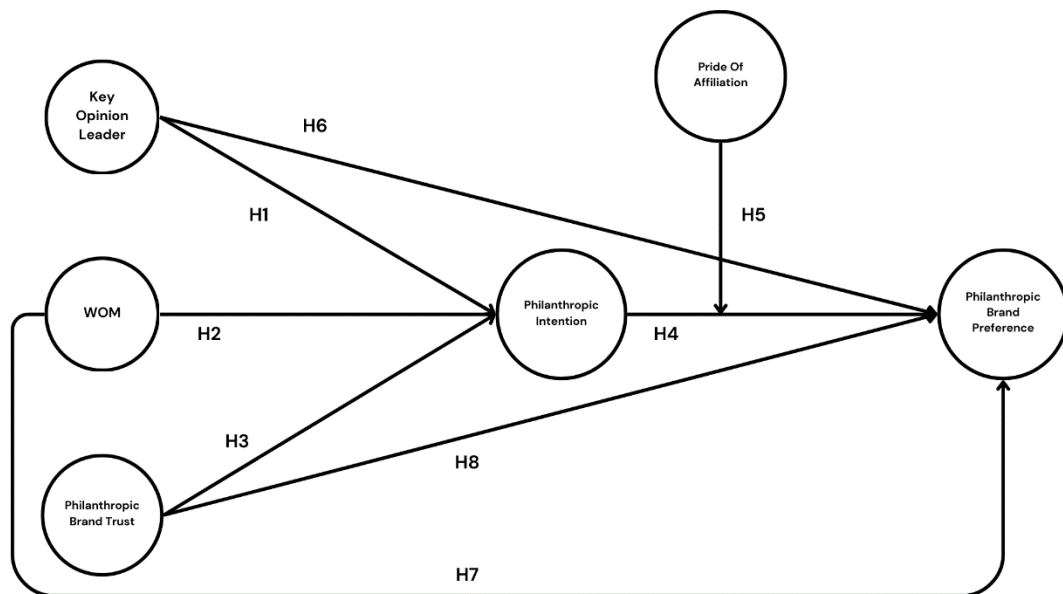 Pride Of
Affiliation
Key
Opinion
Leader
H6
H1
H5
WOM
Philanthropic
Intention
Philanthropic
Brand
Preference
H2
H4
H3
H8
Philanthropic
Brand Trust
H7